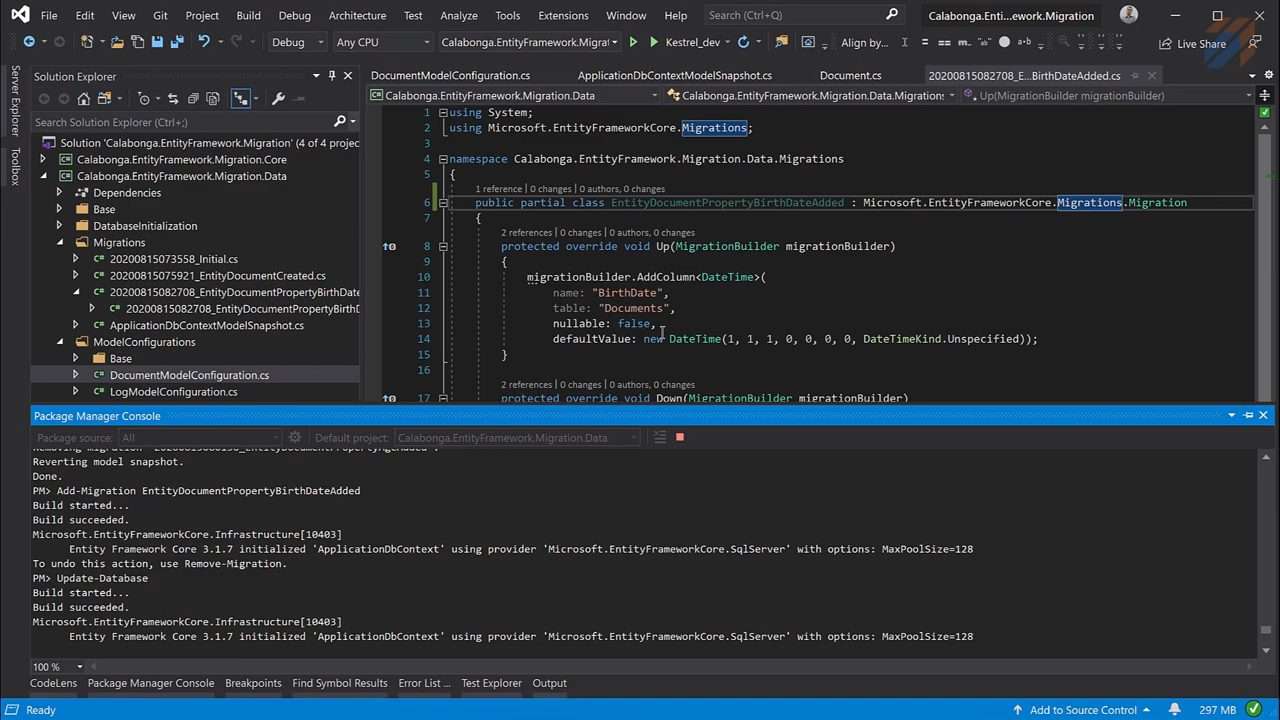 File Edit View Git Project Build Debug Architecture Test Analyze Tools Extensions Window Help Search (Ctrl+Q) Calabonga.Enti...ework.Migration
Debug Any CPU Calabonga.EntityFramework.Migrat Kestrel_dev Align by... Live Share
Server Explorer
Toolbox
Solution Explorer
Search Solution Explorer (Ctrl+;)
Solution 'Calabonga.EntityFramework.Migration' (4 of 4 project
Calabonga.EntityFramework.Migration.Core
Calabonga.EntityFramework.Migration.Data
Dependencies
Base
DatabaseInitialization
Migrations
20200815073558_Initial.cs
20200815075921_EntityDocumentCreated.cs
20200815082708_EntityDocumentPropertyBirthDate
20200815082708_EntityDocumentPropertyBirthD
ApplicationDbContextModelSnapshot.cs
ModelConfigurations
Base
DocumentModelConfiguration.cs
LogModelConfiguration.cs
DocumentModelConfiguration.cs ApplicationDbContextModelSnapshot.cs Document.cs 20200815082708_E...BirthDateAdded.cs
Calabonga.EntityFramework.Migration.Data Calabonga.EntityFramework.Migration.Data.Migration Up(MigrationBuilder migrationBuilder)
1 using System;
2 using Microsoft.EntityFrameworkCore.Migrations;
3
4 namespace Calabonga.EntityFramework.Migration.Data.Migrations
5 {
1 reference | 0 changes | 0 authors, 0 changes
6 public partial class EntityDocumentPropertyBirthDateAdded : Microsoft.EntityFrameworkCore.Migrations.Migration
7 {
2 references | 0 changes | 0 authors, 0 changes
8 protected override void Up(MigrationBuilder migrationBuilder)
9 {
10 migrationBuilder.AddColumn<DateTime>(
11 name: "BirthDate",
12 table: "Documents",
13 nullable: false,
14 defaultValue: new DateTime(1, 1, 1, 0, 0, 0, 0, DateTimeKind.Unspecified));
15 }
16
2 references | 0 changes | 0 authors, 0 changes
17 protected override void Down(MigrationBuilder migrationBuilder)
Package Manager Console
Package source: All Default project: Calabonga.EntityFramework.Migration.Data
Reverting model snapshot.
Done.
PM> Add-Migration EntityDocumentPropertyBirthDateAdded
Build started...
Build succeeded.
Microsoft.EntityFrameworkCore.Infrastructure[10403]
Entity Framework Core 3.1.7 initialized 'ApplicationDbContext' using provider 'Microsoft.EntityFrameworkCore.SqlServer' with options: MaxPoolSize=128
To undo this action, use Remove-Migration.
PM> Update-Database
Build started...
Build succeeded.
Microsoft.EntityFrameworkCore.Infrastructure[10403]
Entity Framework Core 3.1.7 initialized 'ApplicationDbContext' using provider 'Microsoft.EntityFrameworkCore.SqlServer' with options: MaxPoolSize=128
100 %
CodeLens Package Manager Console Breakpoints Find Symbol Results Error List ... Test Explorer Output
Ready Add to Source Control 297 MB